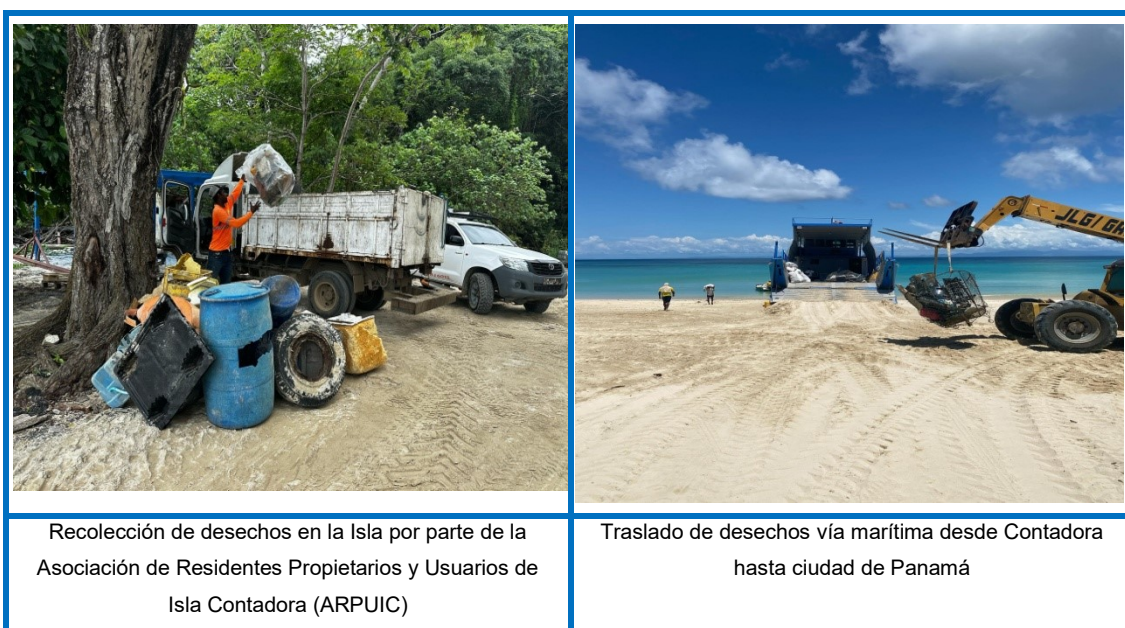 JLG
Recolección de desechos en la Isla por parte de la
Asociación de Residentes Propietarios y Usuarios de
Isla Contadora (ARPUIC)
Traslado de desechos vía marítima desde Contadora
hasta ciudad de Panamá